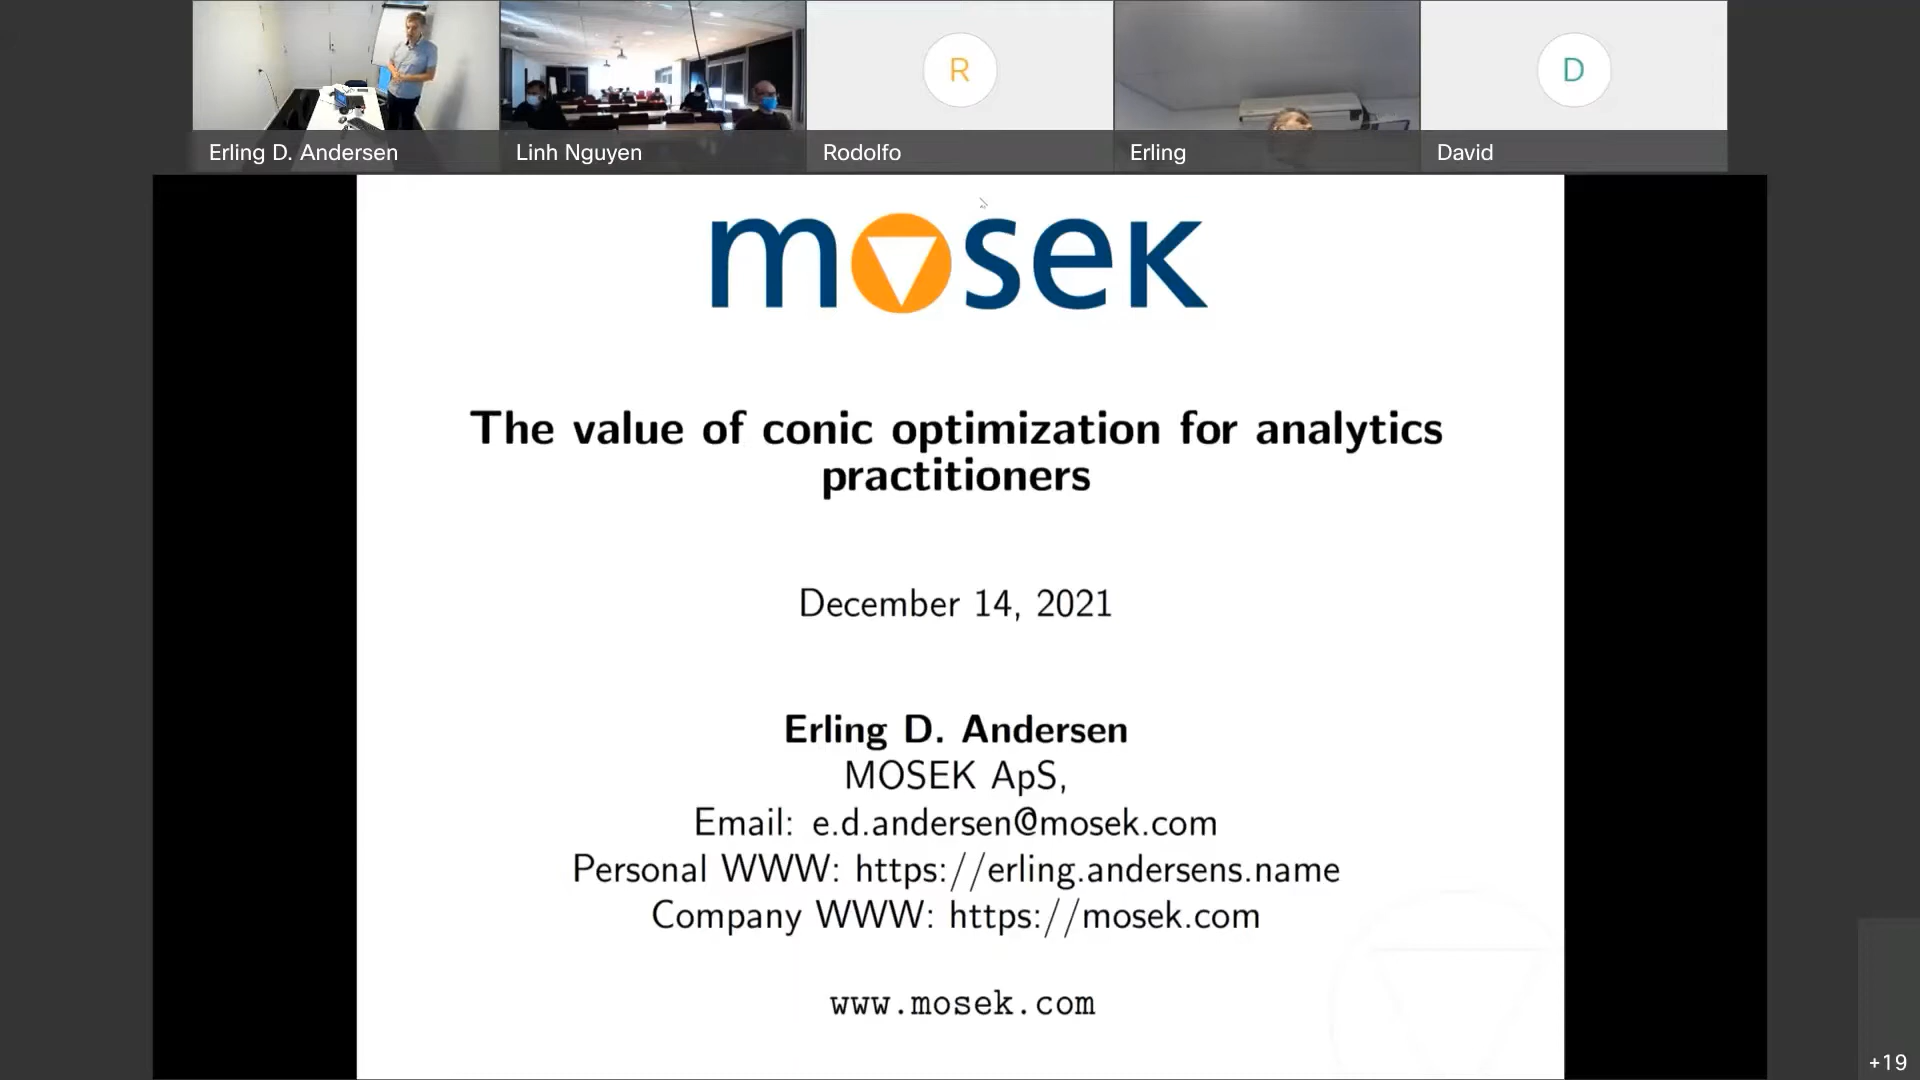 Erling D. Andersen
Linh Nguyen
R
Rodolfo
Erling
D
David
mosek
The value of conic optimization for analytics
practitioners
December 14, 2021
Erling D. Andersen
MOSEK ApS,
Email: e.d.andersen@mosek.com
Personal WWW: https://erling.andersens.name
Company WWW: https://mosek.com
www.mosek.com
+19